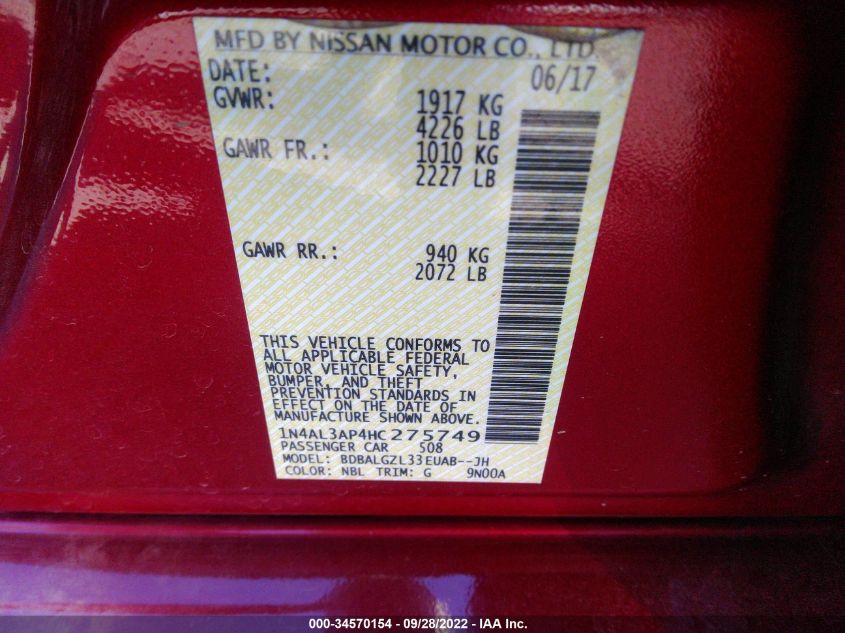 MFD BY NISSAN MOTOR CO., LTD.
DATE: 06/17
GVWR: 1917 KG
4226 LB
GAWR FR.: 1010 KG
2227 LB
GAWR RR.: 940 KG
2072 LB
THIS VEHICLE CONFORMS TO
ALL APPLICABLE FEDERAL
MOTOR VEHICLE SAFETY,
BUMPER, AND THEFT
PREVENTION STANDARDS IN
EFFECT ON THE DATE OF
MANUFACTURE SHOWN ABOVE.
1N4AL3AP4HC275749
PASSENGER CAR 508
MODEL: BDBALGZL33EUAB--JH
COLOR: NBL TRIM: G 9N00A
000-34570154 - 09/28/2022 - IAA Inc.